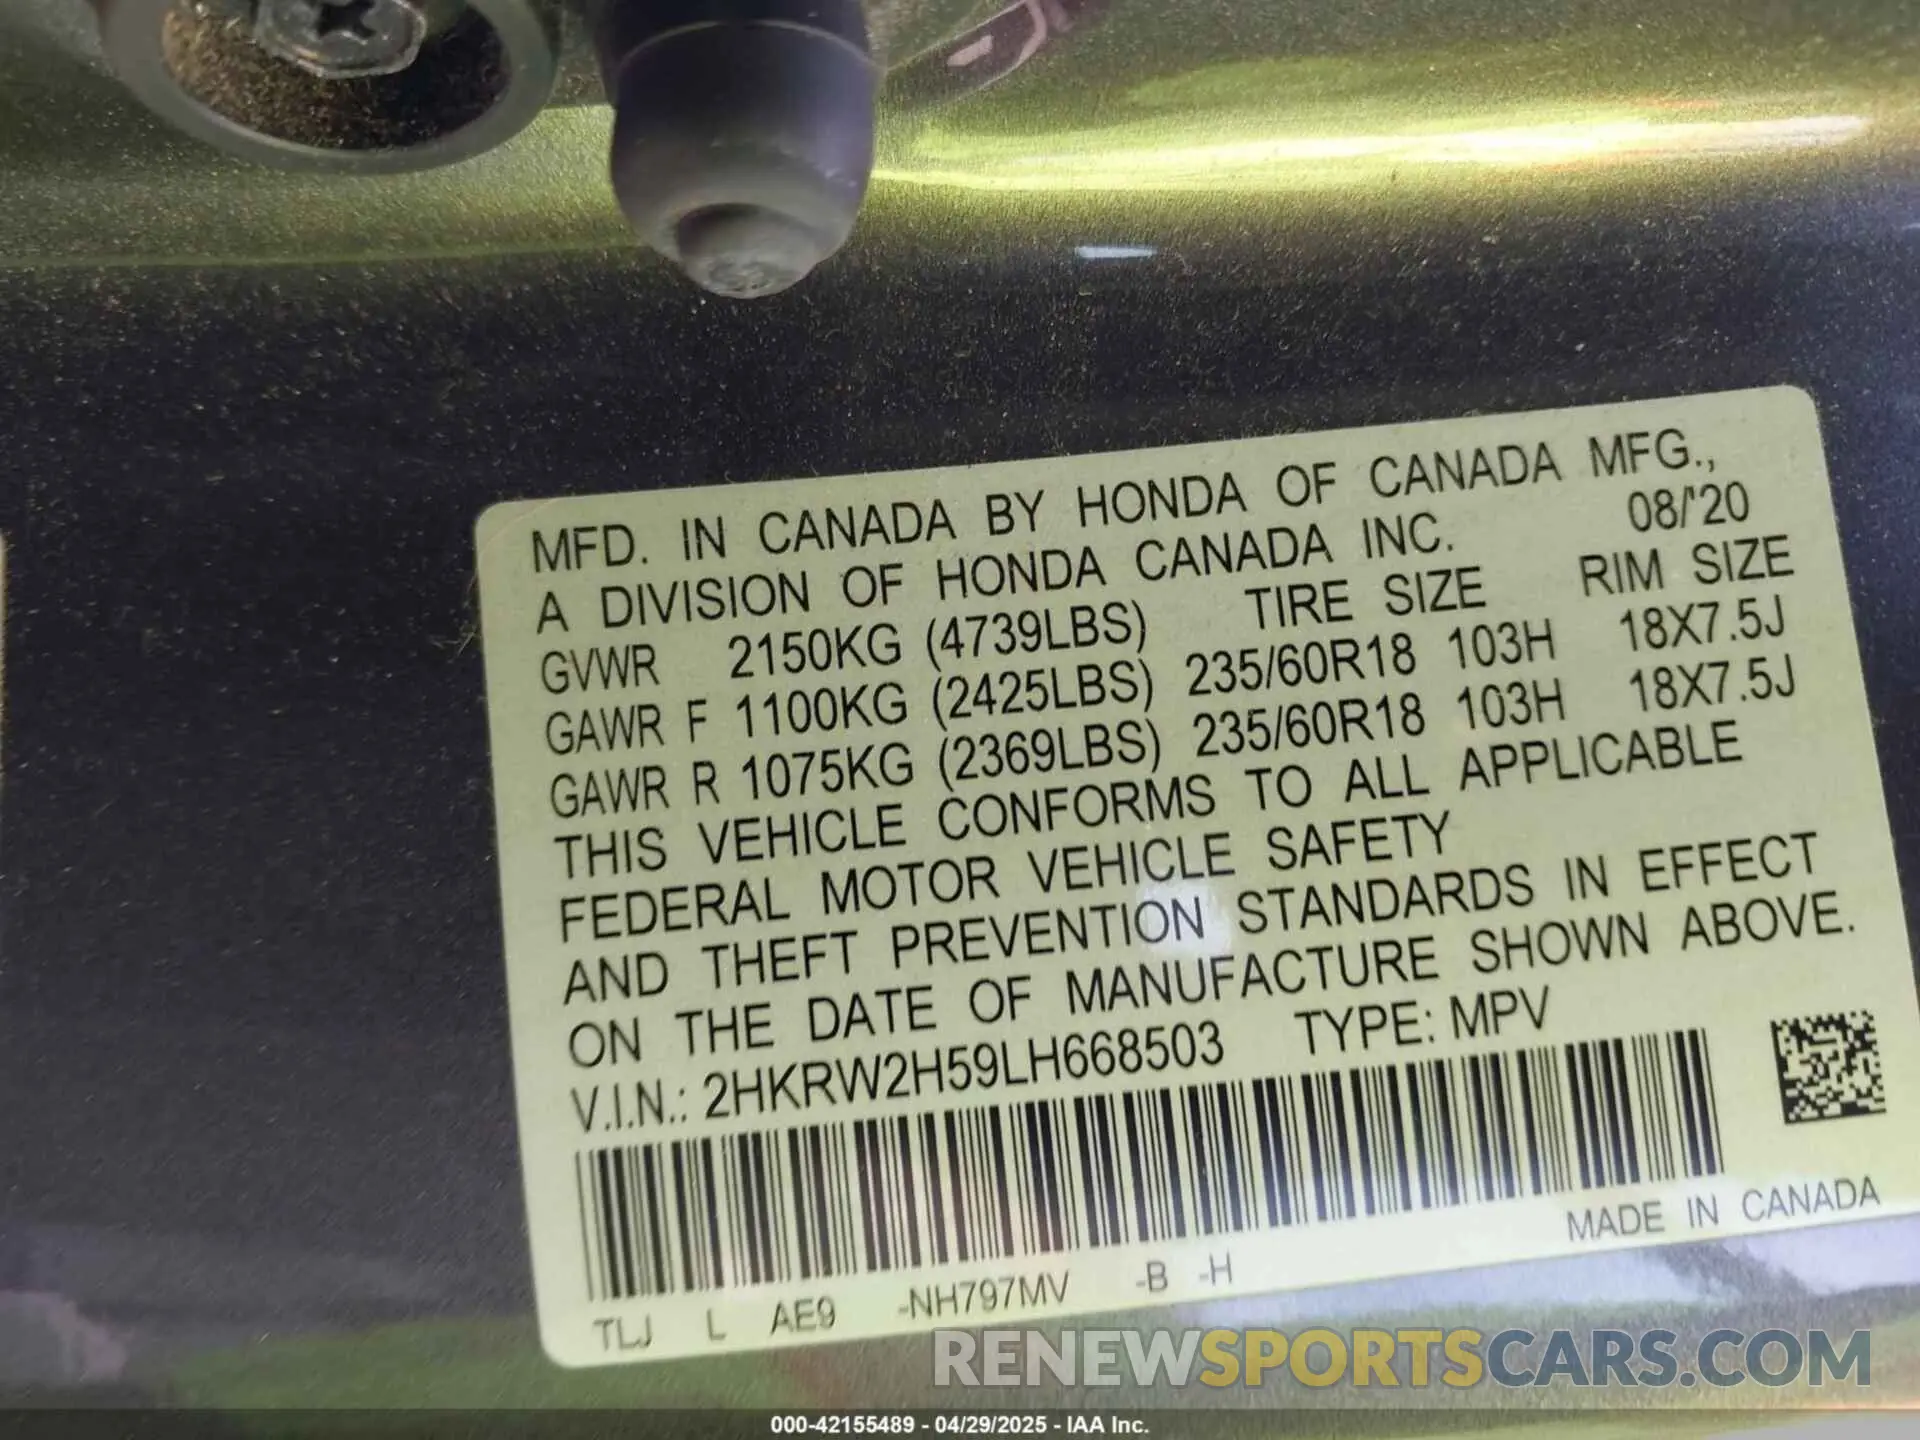 MFD. IN CANADA BY HONDA OF CANADA MFG.,
A DIVISION OF HONDA CANADA INC. 08/'20
GVWR 2150KG (4739LBS) TIRE SIZE RIM SIZE
GAWR F 1100KG (2425LBS) 235/60R18 103H 18X7.5J
GAWR R 1075KG (2369LBS) 235/60R18 103H 18X7.5J
THIS VEHICLE CONFORMS TO ALL APPLICABLE
FEDERAL MOTOR VEHICLE SAFETY
AND THEFT PREVENTION STANDARDS IN EFFECT
ON THE DATE OF MANUFACTURE SHOWN ABOVE.
V.I.N.: 2HKRW2H59LH668503 TYPE: MPV
MADE IN CANADA
TLJ L AE9 -NH797MV -B -H
RENEWSPORTSCARS.COM
000-42155489 - 04/29/2025 - IAA Inc.